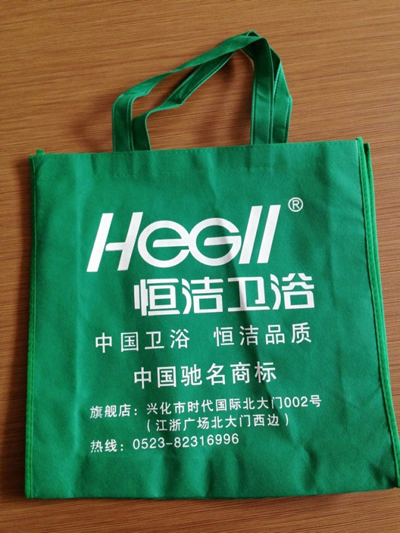 HEGII®
恒洁卫浴
中国卫浴 恒洁品质
中国驰名商标
旗舰店：兴化市时代国际北大门002号
（江浙广场北大门西边）
热线：0523-82316996